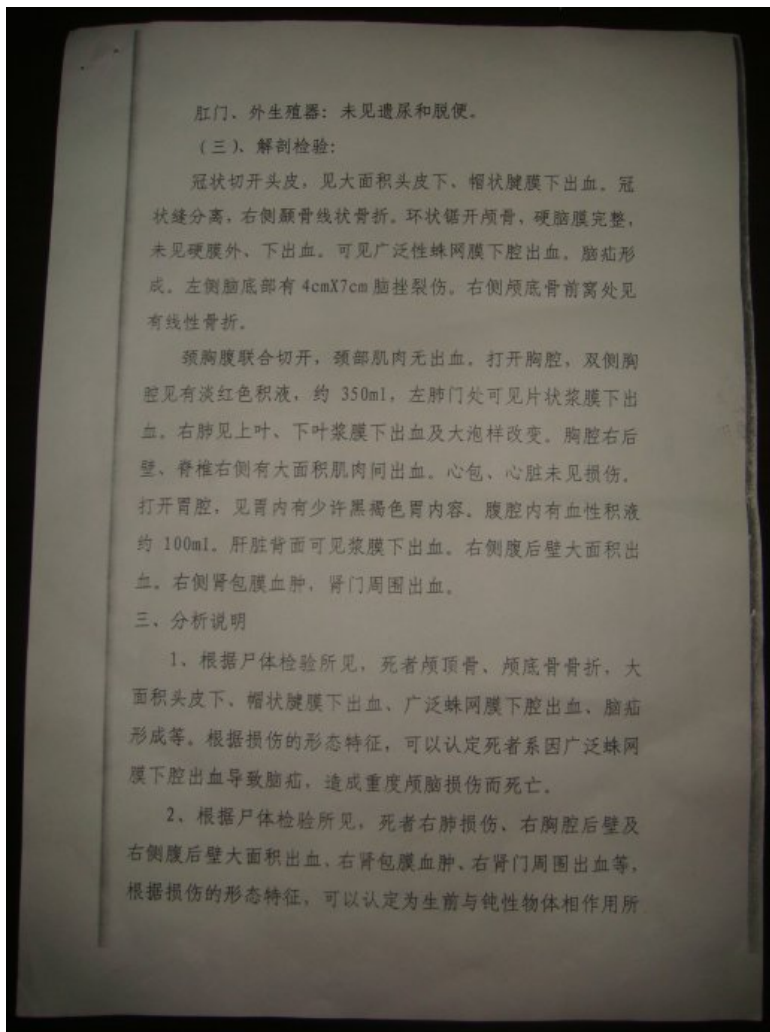 肛门、外生殖器：未见遗尿和脱便。
（三）、解剖检验：
冠状切开头皮，见大面积头皮下、帽状腱膜下出血。冠
状缝分离，右侧颞骨线状骨折。环状锯开颅骨，硬脑膜完整，
未见硬膜外、下出血。可见广泛性蛛网膜下腔出血，脑疝形
成。左侧脑底部有4cmX7cm脑挫裂伤。右侧颅底骨前窝处见
有线性骨折。
颈胸腹联合切开，颈部肌肉无出血。打开胸腔，双侧胸
腔见有淡红色积液，约 350ml，左肺门处可见片状浆膜下出
血。右肺见上叶、下叶浆膜下出血及大泡样改变。胸腔右后
壁、脊椎右侧有大面积肌肉间出血。心包、心脏未见损伤。
打开胃腔，见胃内有少许黑褐色胃内容。腹腔内有血性积液
约 100ml。肝脏背面可见浆膜下出血。右侧腹后壁大面积出
血。右侧肾包膜血肿，肾门周围出血。
三、分析说明
1、根据尸体检验所见，死者颅顶骨、颅底骨骨折，大
面积头皮下、帽状腱膜下出血、广泛蛛网膜下腔出血、脑疝
形成等。根据损伤的形态特征，可以认定死者系因广泛蛛网
膜下腔出血导致脑疝，造成重度颅脑损伤而死亡。
2、根据尸体检验所见，死者右肺损伤、右胸腔后壁及
右侧腹后壁大面积出血、右肾包膜血肿、右肾门周围出血等，
根据损伤的形态特征，可以认定为生前与钝性物体相作用所